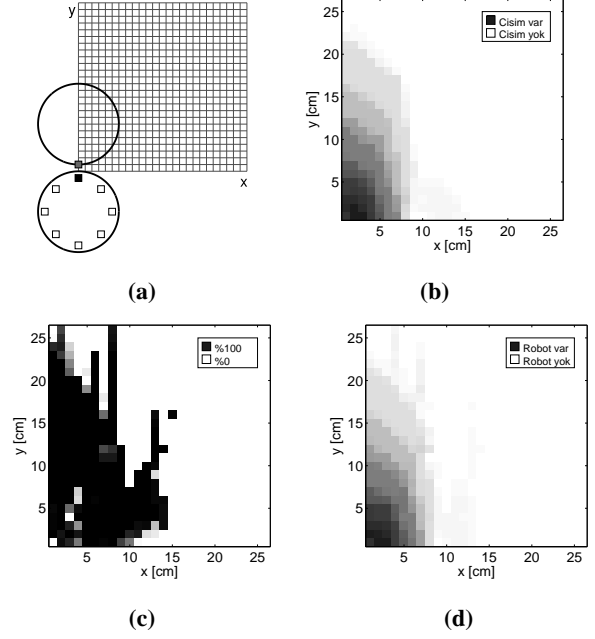 y
x
Cisim var
Cisim yok
25
20
15
10
5
y [cm]
5 10 15 20 25
x [cm]
(a)
(b)
%100
%0
25
20
15
10
5
y [cm]
5 10 15 20 25
x [cm]
Robot var
Robot yok
25
20
15
10
5
y [cm]
5 10 15 20 25
x [cm]
(c)
(d)